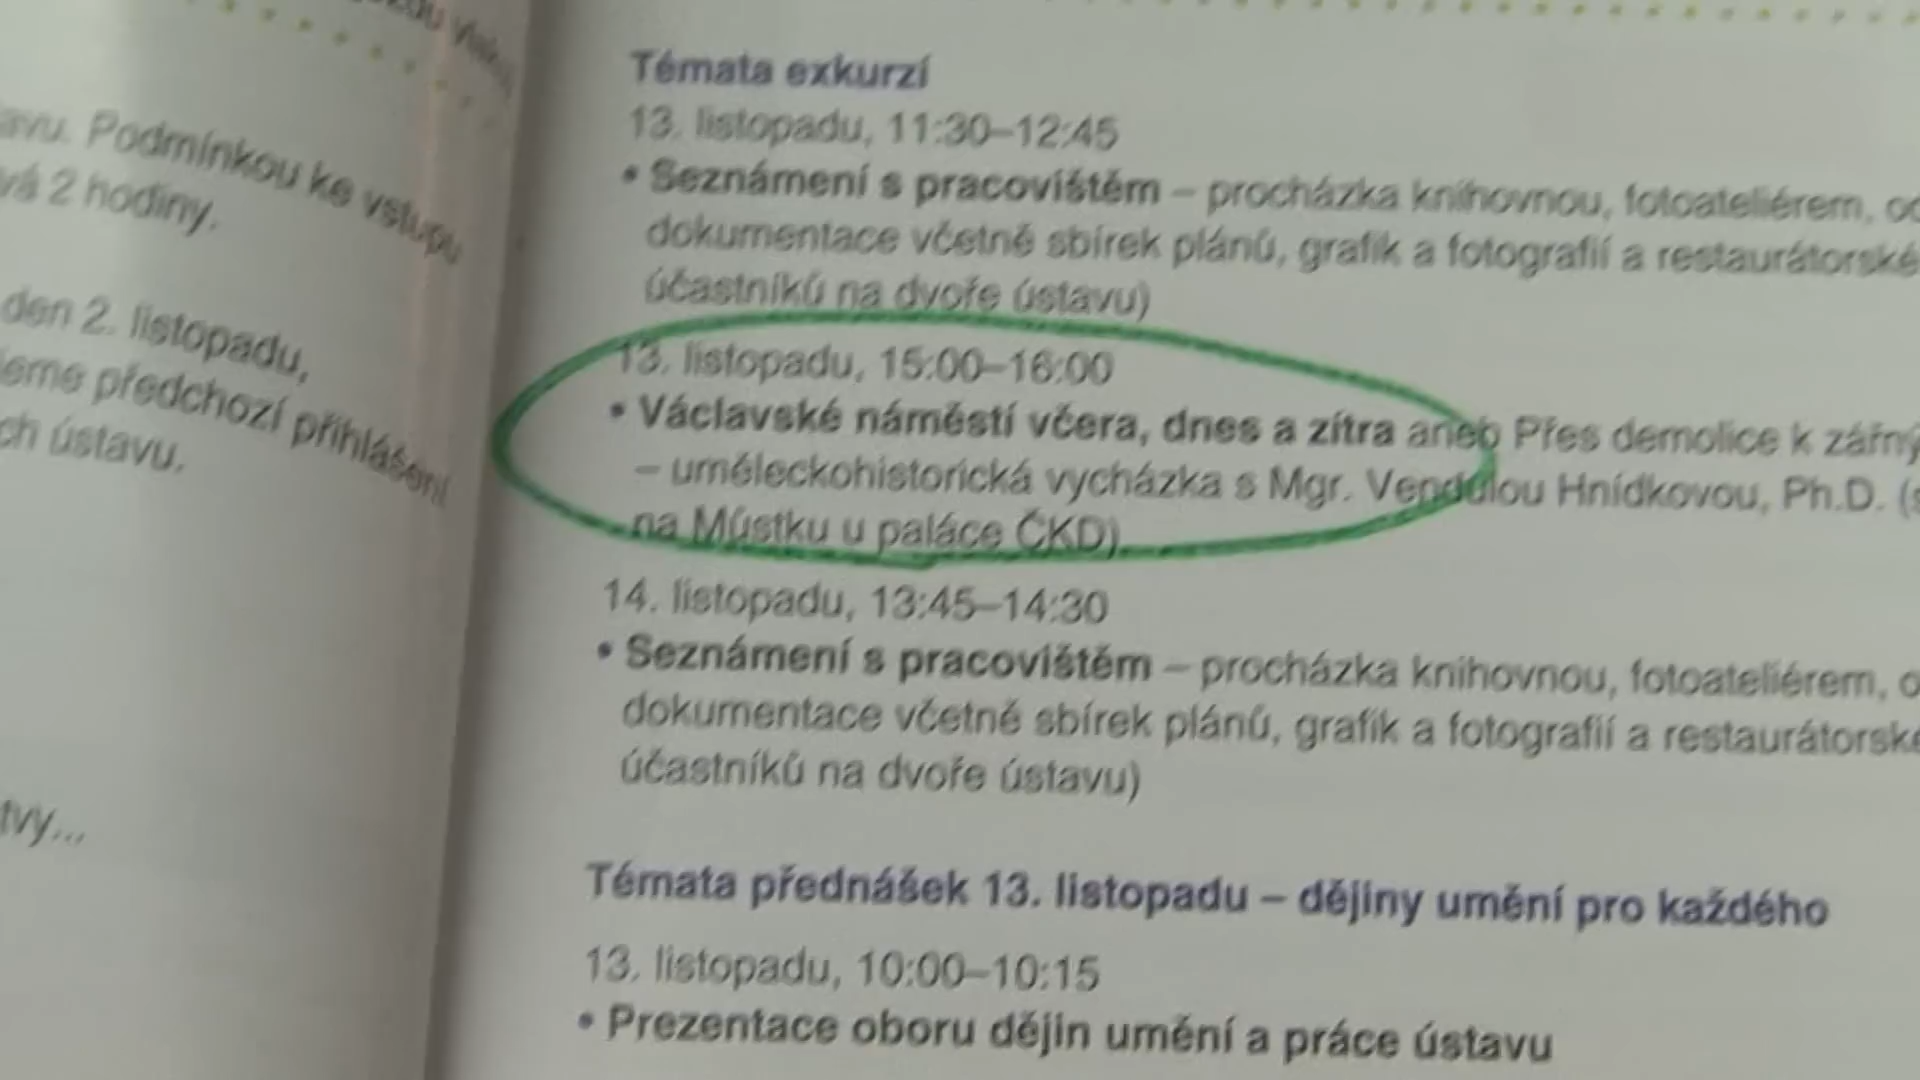 vu. Podmínkou ke vstupu
vá 2 hodiny.
den 2. listopadu,
eme předchozí přihlášení
ch ústavu.
tvy...
Témata exkurzí
13. listopadu, 11:30–12:45
• Seznámení s pracovištěm – procházka knihovnou, fotoateliérem,
dokumentace včetně sbírek plánů, grafik a fotografií a restaurátorské
účastníků na dvoře ústavu)
13. listopadu, 15:00–16:00
• Václavské náměstí včera, dnes a zítra aneb Přes demolice k
– uměleckohistorická vycházka s Mgr. Vendulou Hnídkovou, Ph.D.
na Můstku u paláce ČKD)
14. listopadu, 13:45–14:30
• Seznámení s pracovištěm – procházka knihovnou, fotoateliérem,
dokumentace včetně sbírek plánů, grafik a fotografií a restaurátorské
účastníků na dvoře ústavu)
Témata přednášek 13. listopadu – dějiny umění pro každého
13. listopadu, 10:00–10:15
• Prezentace oboru dějin umění a práce ústavu